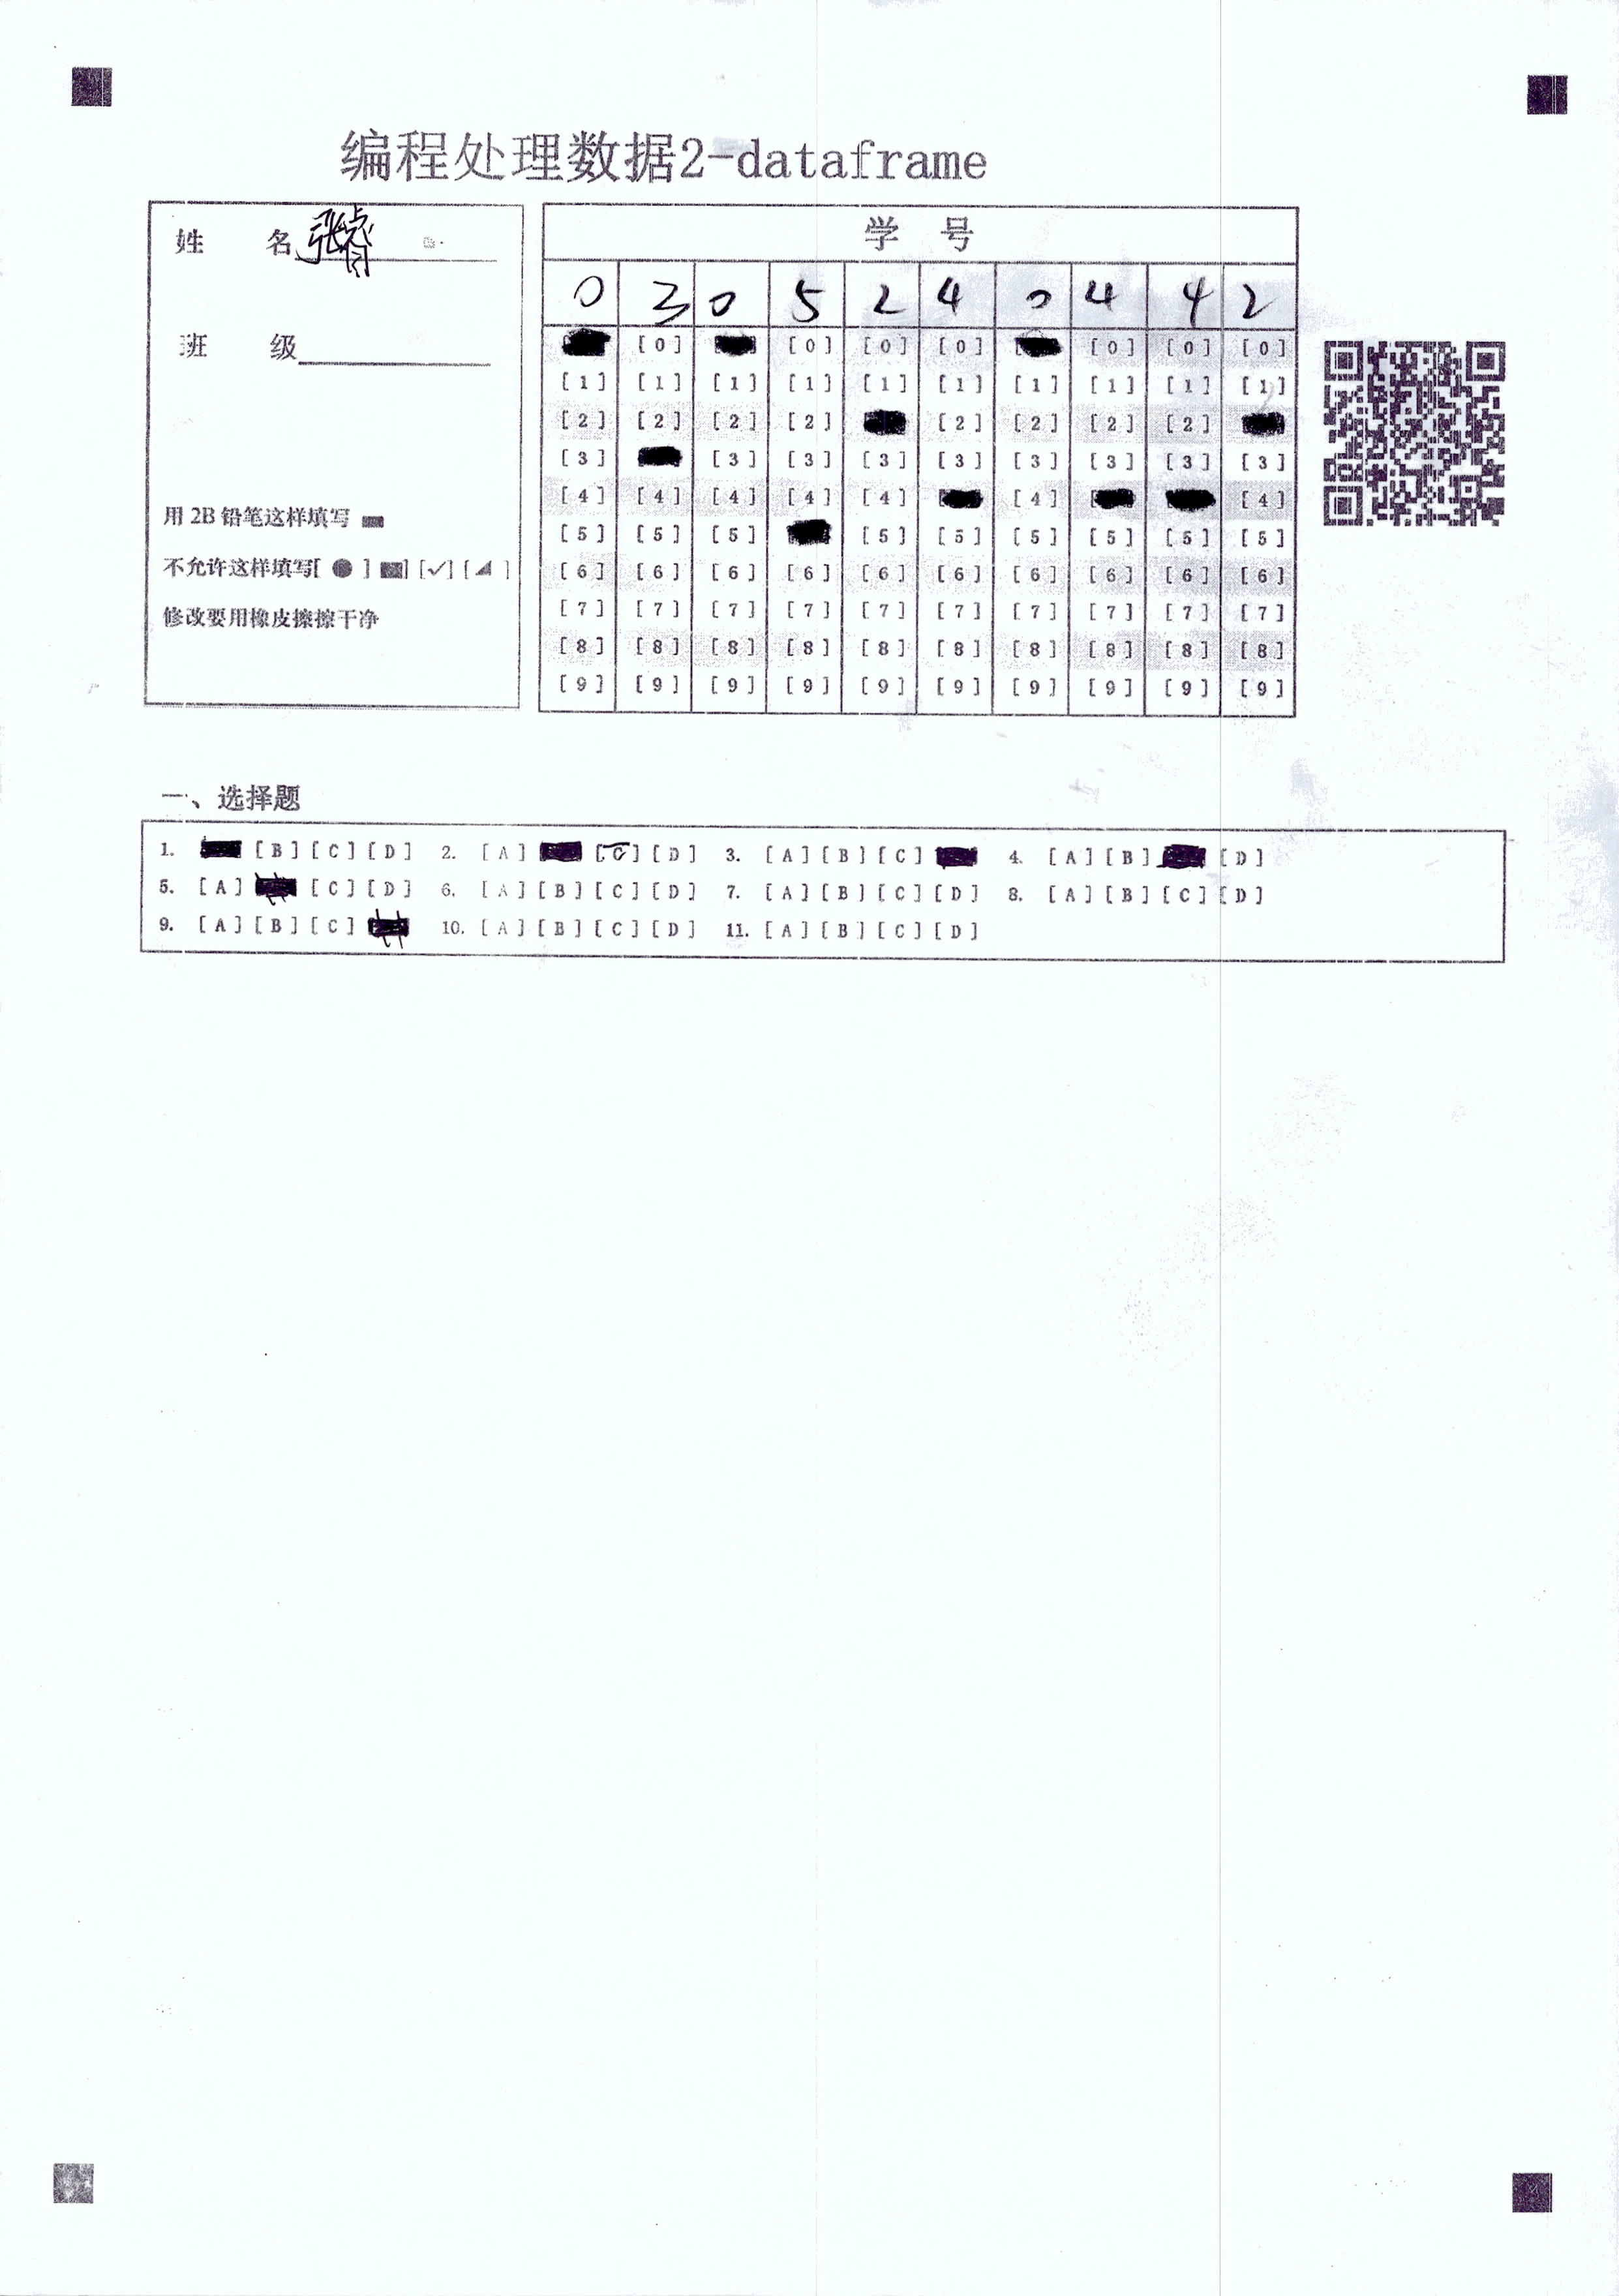 编程处理数据2-dataframe
姓 名 张睿
班 级
用 2B 铅笔这样填写
不允许这样填写[ ● ] [✓] [ ]
修改要用橡皮擦擦干净
学 号
0 3 0 5 2 4 0 4 4 2
[0] [0] [0] [0] [0] [0] [0]
[1] [1] [1] [1] [1] [1] [1] [1] [1] [1]
[2] [2] [2] [2] [2] [2] [2] [2]
[3] [3] [3] [3] [3] [3] [3] [3] [3]
[4] [4] [4] [4] [4] [4] [4]
[5] [5] [5] [5] [5] [5] [5] [5] [5]
[6] [6] [6] [6] [6] [6] [6] [6] [6] [6]
[7] [7] [7] [7] [7] [7] [7] [7] [7] [7]
[8] [8] [8] [8] [8] [8] [8] [8] [8] [8]
[9] [9] [9] [9] [9] [9] [9] [9] [9] [9]
一、选择题
1. [B] [C] [D] 2. [A] [C] [D] 3. [A] [B] [C] 4. [A] [B] [D]
5. [A] [C] [D] 6. [A] [B] [C] [D] 7. [A] [B] [C] [D] 8. [A] [B] [C] [D]
9. [A] [B] [C] 10. [A] [B] [C] [D] 11. [A] [B] [C] [D]